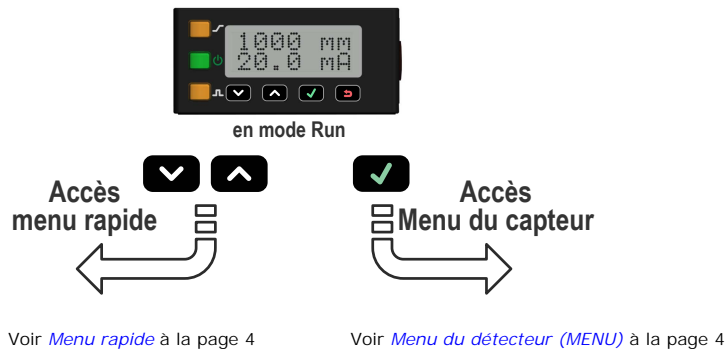 1000 mm
20.0 mA
en mode Run
Accès
menu rapide
Accès
Menu du capteur
Voir Menu rapide à la page 4
Voir Menu du détecteur (MENU) à la page 4